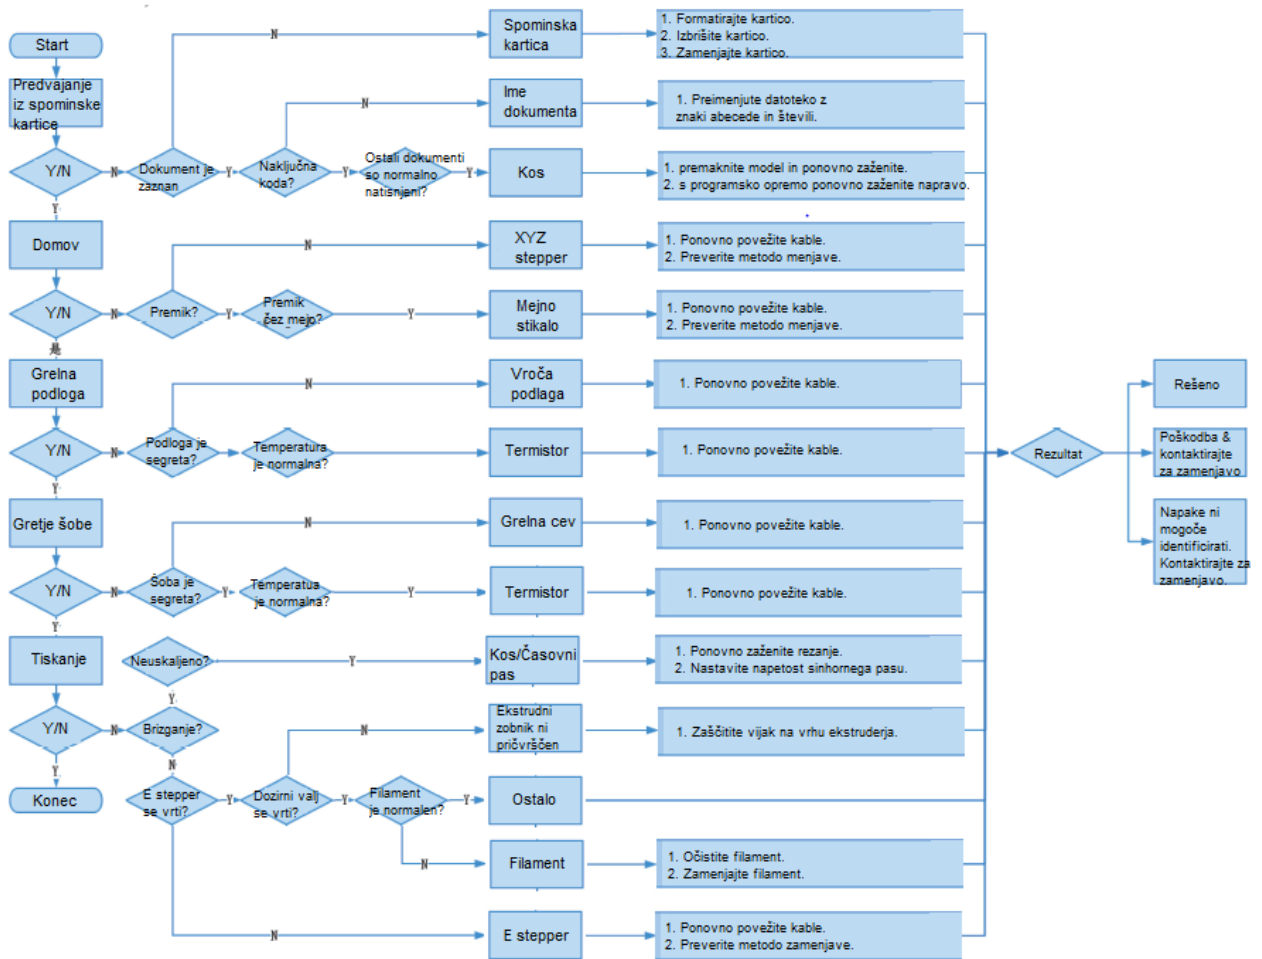 Start
Predvajanje
iz spominske
kartice
Y/N
N
Dokument je
zaznan
N
Spominska
kartica
1. Formatirajte kartico.
2. Izbrišite kartico.
3. Zamenjajte kartico.
Y
Naključna
koda?
N
Ime
dokumenta
1. Preimenjute datoteko z
znaki abecede in števili.
Y
Ostali dokumenti
so normalno
natisnjeni?
Y
Kos
1. premaknite model in ponovno zaženite.
2. s programsko opremo ponovno zaženite napravo.
Y
Domov
Y/N
N
Premik?
N
XYZ
stepper
1. Ponovno povežite kable.
2. Preverite metodo menjave.
Y
Premik
čez mejo?
Y
Mejno
stikalo
1. Ponovno povežite kable.
2. Preverite metodo menjave.
是
Grelna
podloga
Y/N
N
Podloga je
segreta?
N
Vroča
podlaga
1. Ponovno povežite kable.
Temperatura
je normalna?
Termistor
1. Ponovno povežite kable.
Y
Gretje šobe
Y/N
N
Šoba je
segreta?
N
Grelna cev
1. Ponovno povežite kable.
Y
Temperatua
je normalna?
Y
Termistor
1. Ponovno povežite kable.
Y
Tiskanje
Y/N
N
Brizganje?
Y
Neuskaljeno?
Y
Kos/Časovni
pas
1. Ponovno zaženite rezanje.
2. Nastavite napetost sinhornega pasu.
N
E stepper
se vrti?
Y
Dozirni valj
se vrti?
N
Ekstrudni
zobnik ni
pričvrščen
1. Zaščitite vijak na vrhu ekstruderja.
Y
Filament
je normalen?
Y
Ostalo
N
Filament
1. Očistite filament.
2. Zamenjajte filament.
N
E stepper
1. Ponovno povežite kable.
2. Preverite metodo zamenjave.
Y
Konec
Rezultat
Rešeno
Poškodba &
kontaktirajte
za zamenjavo
Napake ni
mogoče
identificirati.
Kontaktirajte za
zamenjavo.